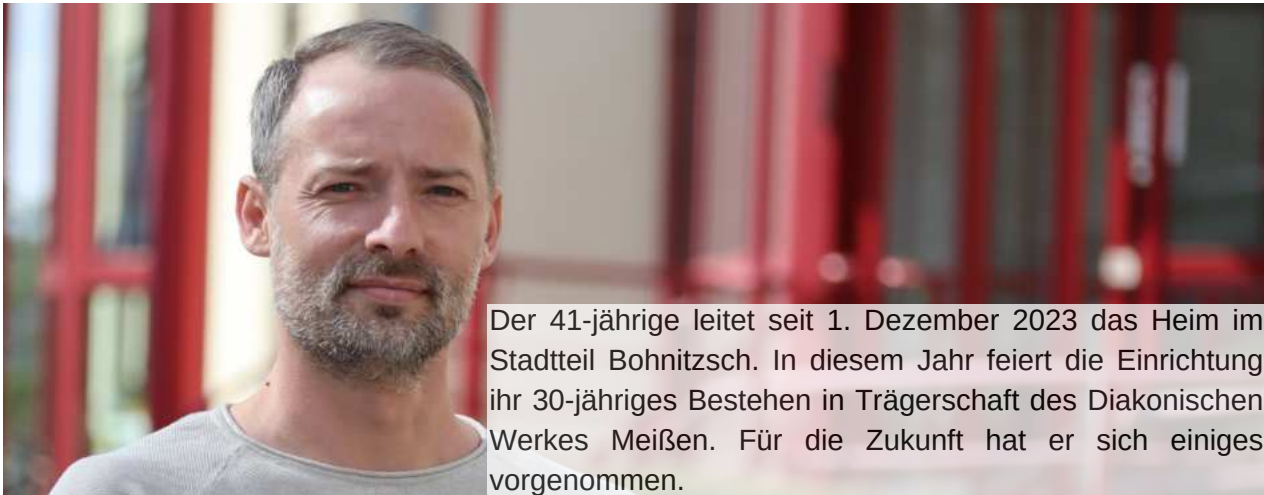 Der 41-jährige leitet seit 1. Dezember 2023 das Heim im
Stadtteil Bohnitzsch. In diesem Jahr feiert die Einrichtung
ihr 30-jähriges Bestehen in Trägerschaft des Diakonischen
Werkes Meißen. Für die Zukunft hat er sich einiges
vorgenommen.